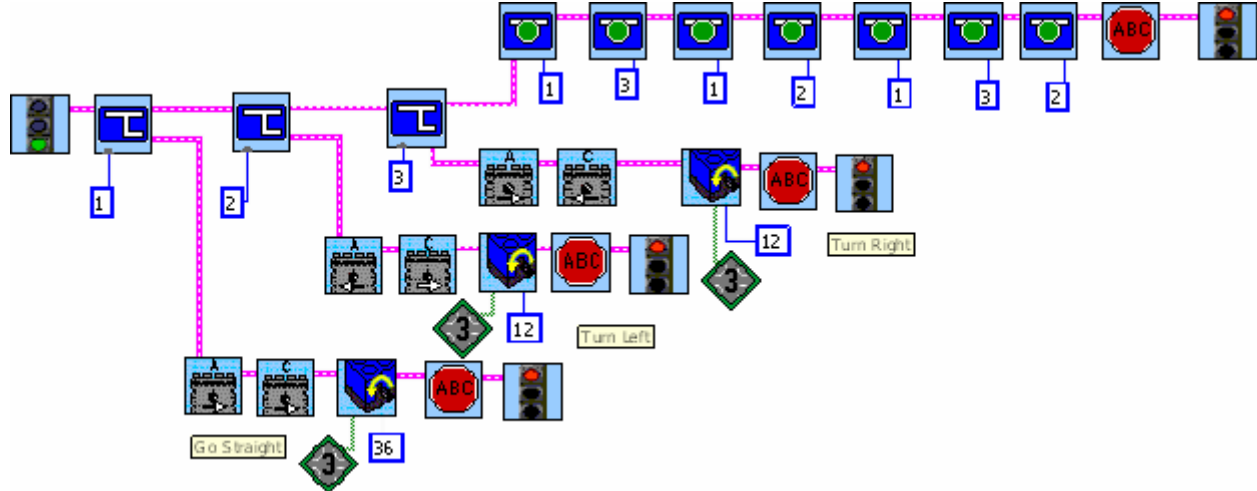 1 3 1 2 1 3 2
ABC
1
2
3
A C
ABC
12
3
Turn Right
A C
ABC
12
3
Turn Left
A C
ABC
36
3
Go Straight